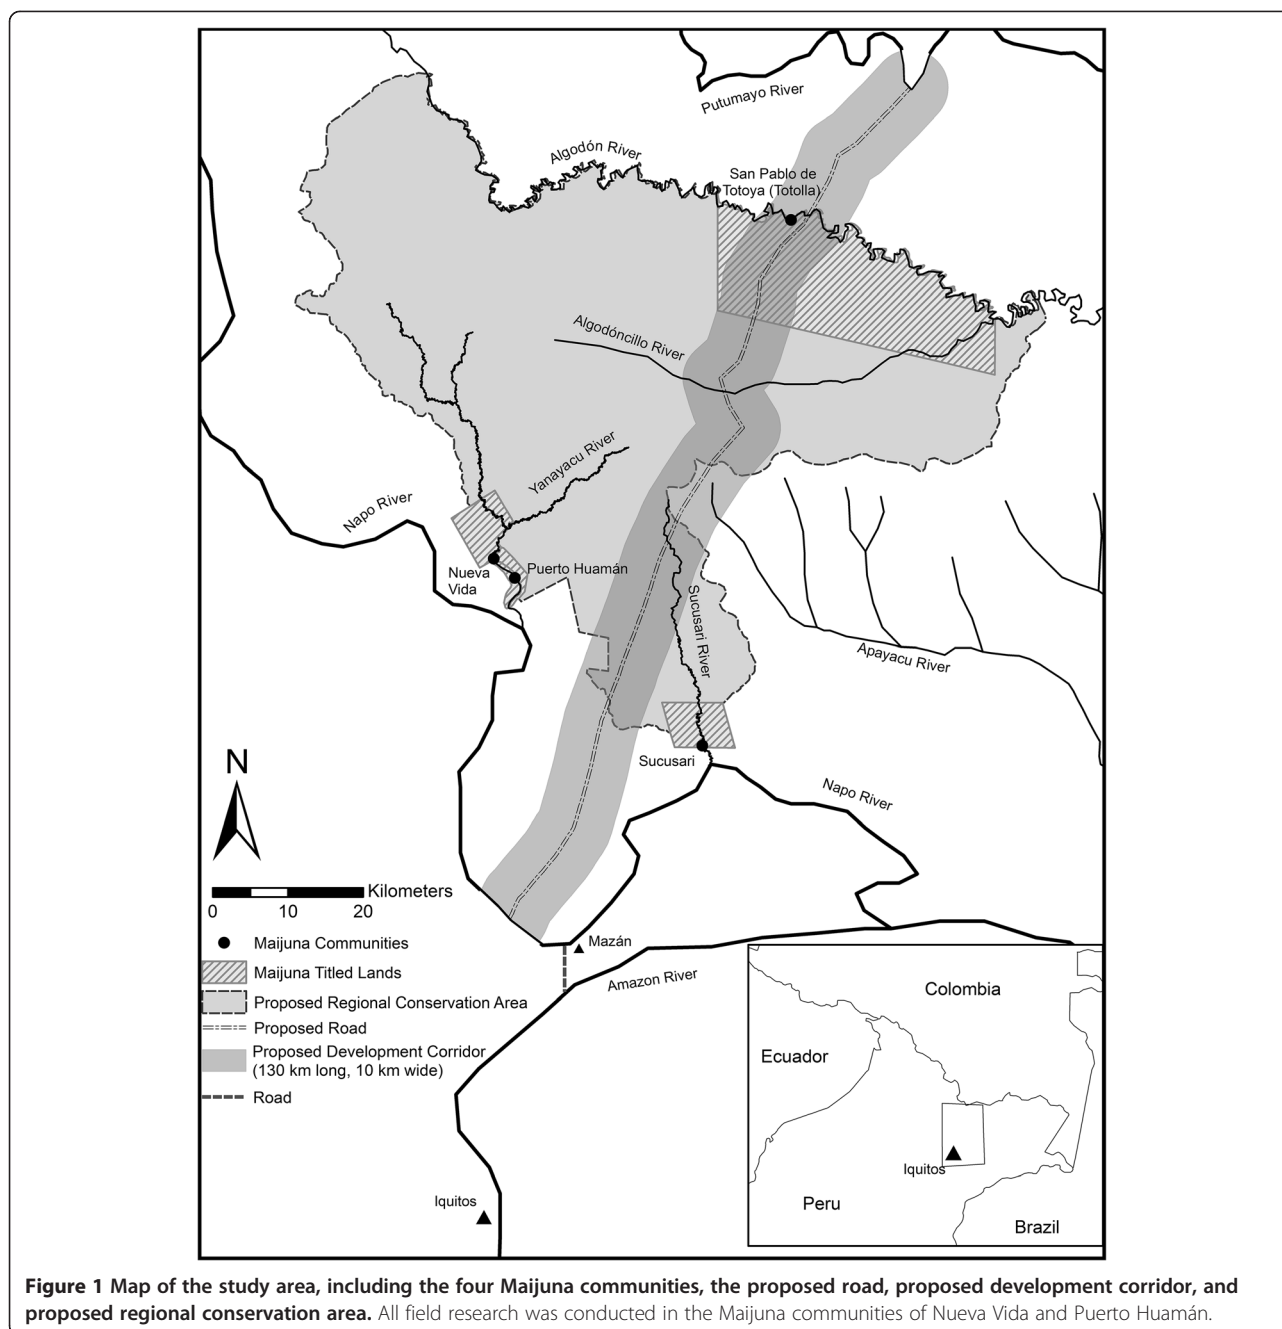 Putumayo River
Algodón River
San Pablo de
Totoya (Totolla)
Algodóncillo River
Yanayacu River
Napo River
Nueva
Vida
Puerto Huamán
Sucusari River
Apayacu River
Sucusari
Napo River
N
Kilometers
0 10 20
Mazán
Amazon River
Maijuna Communities
Maijuna Titled Lands
Proposed Regional Conservation Area
Proposed Road
Proposed Development Corridor
(130 km long, 10 km wide)
Road
Iquitos
Colombia
Ecuador
Iquitos
Peru
Brazil
Figure 1 Map of the study area, including the four Maijuna communities, the proposed road, proposed development corridor, and
proposed regional conservation area. All field research was conducted in the Maijuna communities of Nueva Vida and Puerto Huamán.